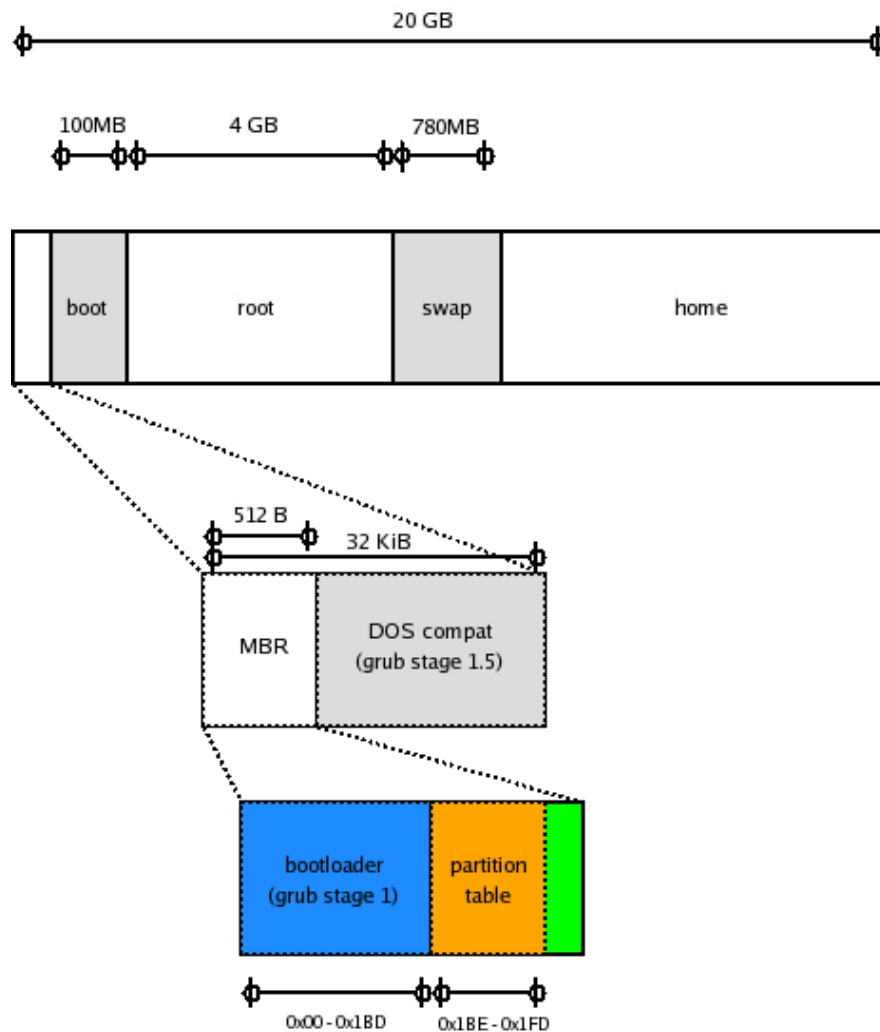 20 GB
100MB
4 GB
780MB
boot
root
swap
home
512 B
32 KiB
MBR
DOS compat
(grub stage 1.5)
bootloader
(grub stage 1)
partition
table
0x00 - 0x1BD
0x1BE - 0x1FD